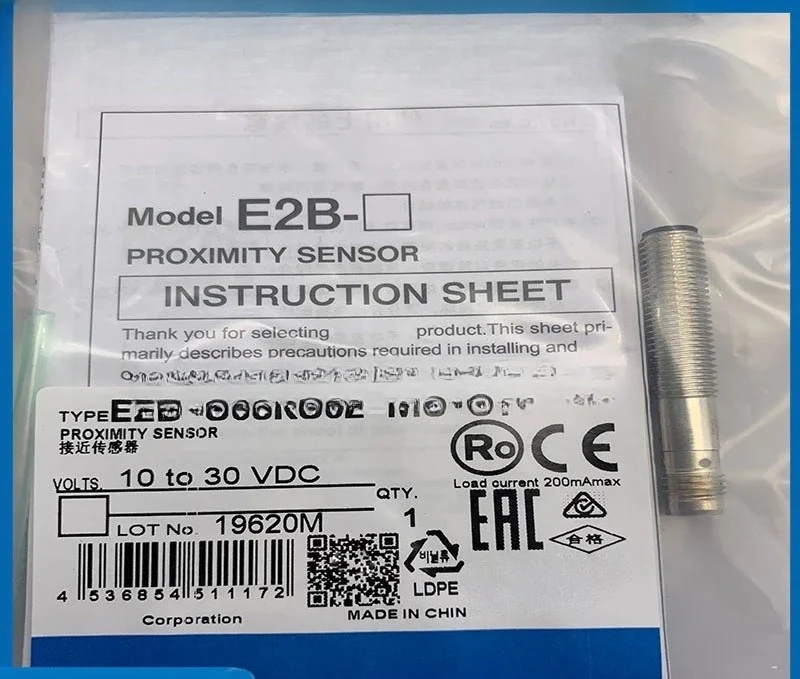 Model E2B-□
PROXIMITY SENSOR
INSTRUCTION SHEET
Thank you for selecting product.This sheet pri-
marily describes precautions required in installing and
TYPE
PROXIMITY SENSOR
接近传感器
VOLTS. 10 to 30 VDC
QTY.
LOT No. 19620M 1
4 536854 511172
Corporation
Ro CE
Load current 200mAmax
EAC
合格
비닐류
LDPE
MADE IN CHIN